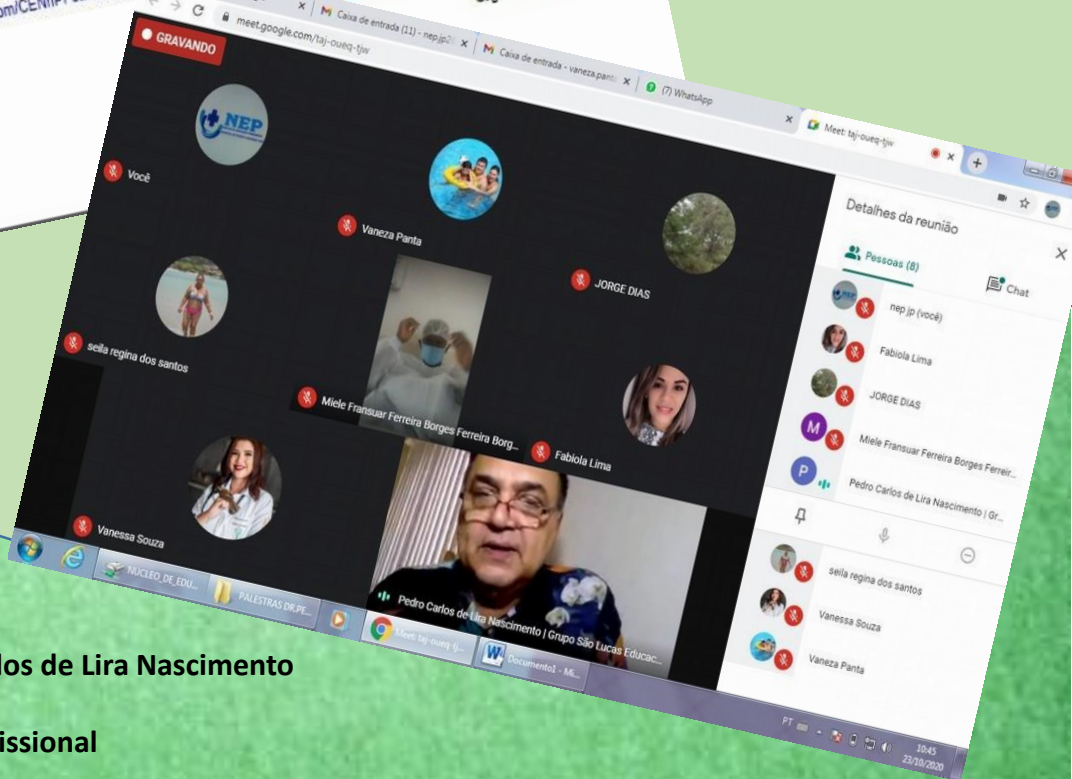 Caixa de entrada (11) - nep.jp2
Caixa de entrada - vaneza.pant
(7) WhatsApp
Meet: taj-oueq-tjw
meet.google.com/taj-oueq-tjw
GRAVANDO
NEP
Você
Vaneza Panta
JORGE DIAS
seila regina dos santos
Miele Fransuar Ferreira Borges Ferreira Borg...
Fabiola Lima
Vanessa Souza
Pedro Carlos de Lira Nascimento | Grupo São Lucas Educac...
Detalhes da reunião
Pessoas (8)
Chat
nep jp (você)
Fabiola Lima
JORGE DIAS
M
Miele Fransuar Ferreira Borges Ferreir...
P
Pedro Carlos de Lira Nascimento | Gr...
seila regina dos santos
Vanessa Souza
Vaneza Panta
NUCLEO_DE_EDU...
PALESTRAS DR.PE...
Meet: taj-oueq-tj...
Documento1 - Mi...
PT
10:45
23/10/2020
los de Lira Nascimento
issional